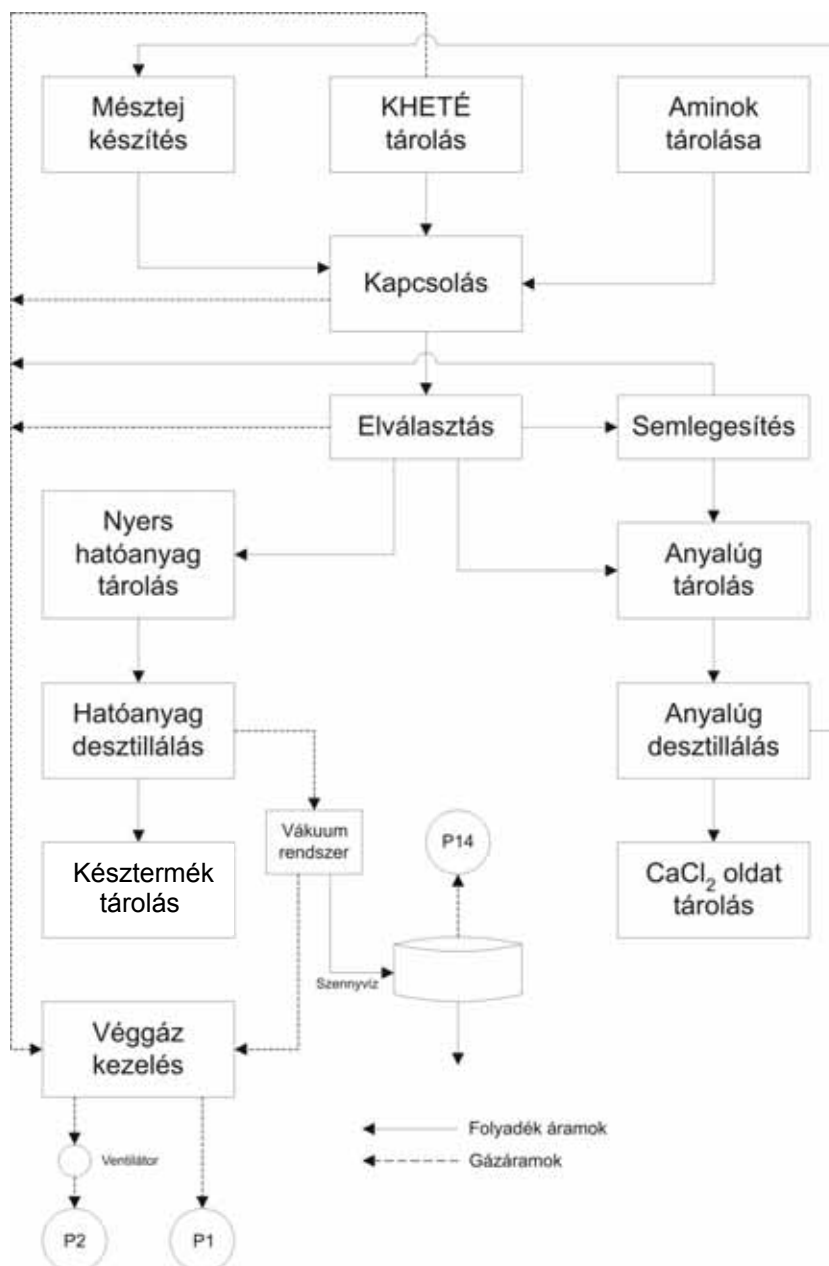 Mésztej
készítés
KHETÉ
tárolás
Aminok
tárolása
Kapcsolás
Elválasztás
Semlegesítés
Nyers
hatóanyag
tárolás
Anyalúg
tárolás
Hatóanyag
desztillálás
Anyalúg
desztillálás
Vákuum
rendszer
P14
Késztermék
tárolás
CaCl₂ oldat
tárolás
Szennyvíz
Véggáz
kezelés
Folyadék áramok
Ventilátor
Gázáramok
P2
P1